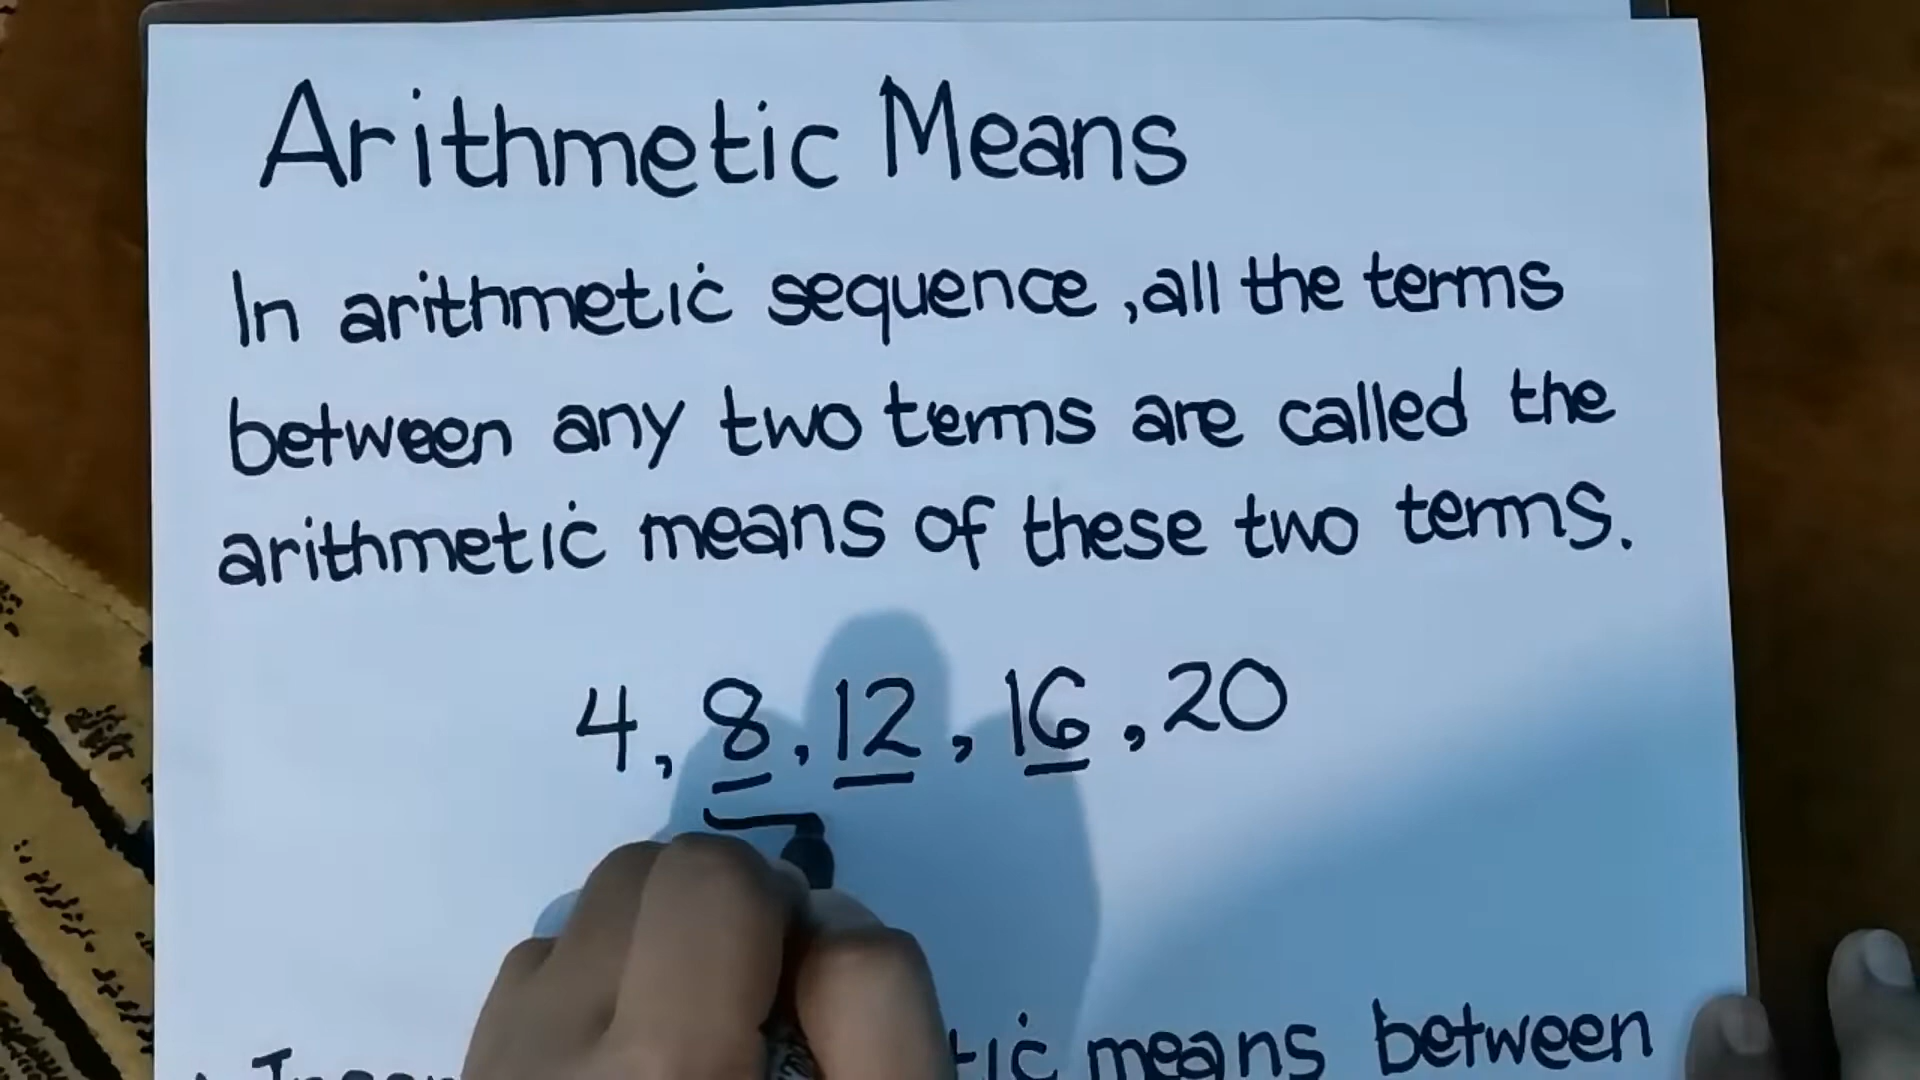 Arithmetic Means
In arithmetic sequence, all the terms
between any two terms are called the
arithmetic means of these two terms.
4, 8, 12, 16, 20
means between